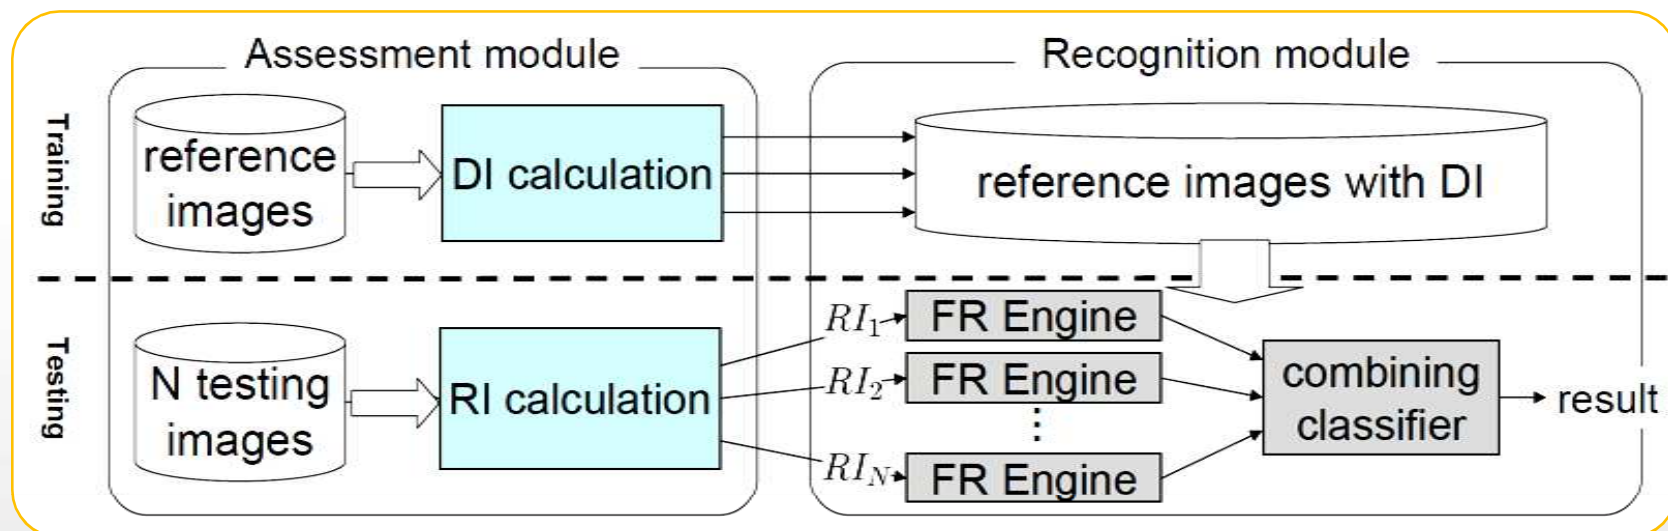 Assessment module
Recognition module
Training
reference
images
DI calculation
reference images with DI
Testing
N testing
images
RI calculation
RI₁
FR Engine
RI₂
FR Engine
⋮
RI_N
FR Engine
combining
classifier
result